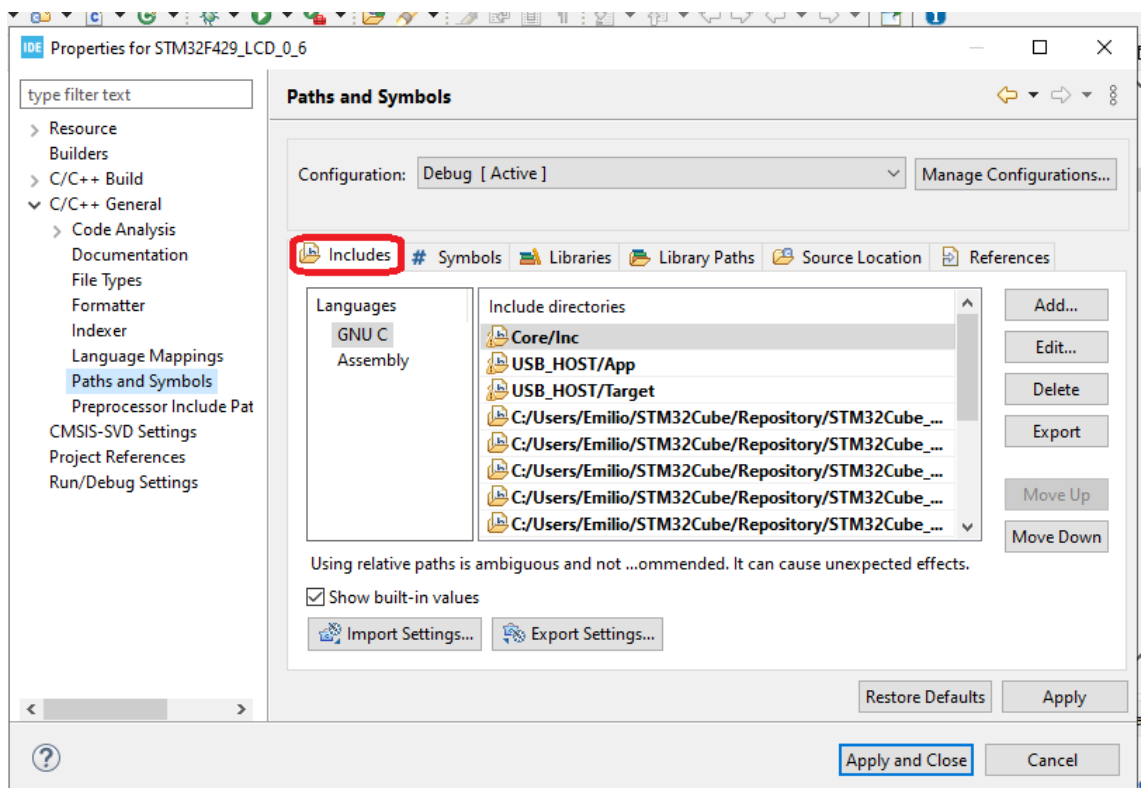 IDE Properties for STM32F429_LCD_0_6
type filter text
Resource
Builders
C/C++ Build
C/C++ General
Code Analysis
Documentation
File Types
Formatter
Indexer
Language Mappings
Paths and Symbols
Preprocessor Include Pat
CMSIS-SVD Settings
Project References
Run/Debug Settings
Paths and Symbols
Configuration: Debug [ Active ] Manage Configurations...
Includes # Symbols Libraries Library Paths Source Location References
Languages
GNU C
Assembly
Include directories
Core/Inc
USB_HOST/App
USB_HOST/Target
C:/Users/Emilio/STM32Cube/Repository/STM32Cube_...
C:/Users/Emilio/STM32Cube/Repository/STM32Cube_...
C:/Users/Emilio/STM32Cube/Repository/STM32Cube_...
C:/Users/Emilio/STM32Cube/Repository/STM32Cube_...
C:/Users/Emilio/STM32Cube/Repository/STM32Cube_...
Add...
Edit...
Delete
Export
Move Up
Move Down
Using relative paths is ambiguous and not ...ommended. It can cause unexpected effects.
Show built-in values
Import Settings... Export Settings...
Restore Defaults Apply
Apply and Close Cancel